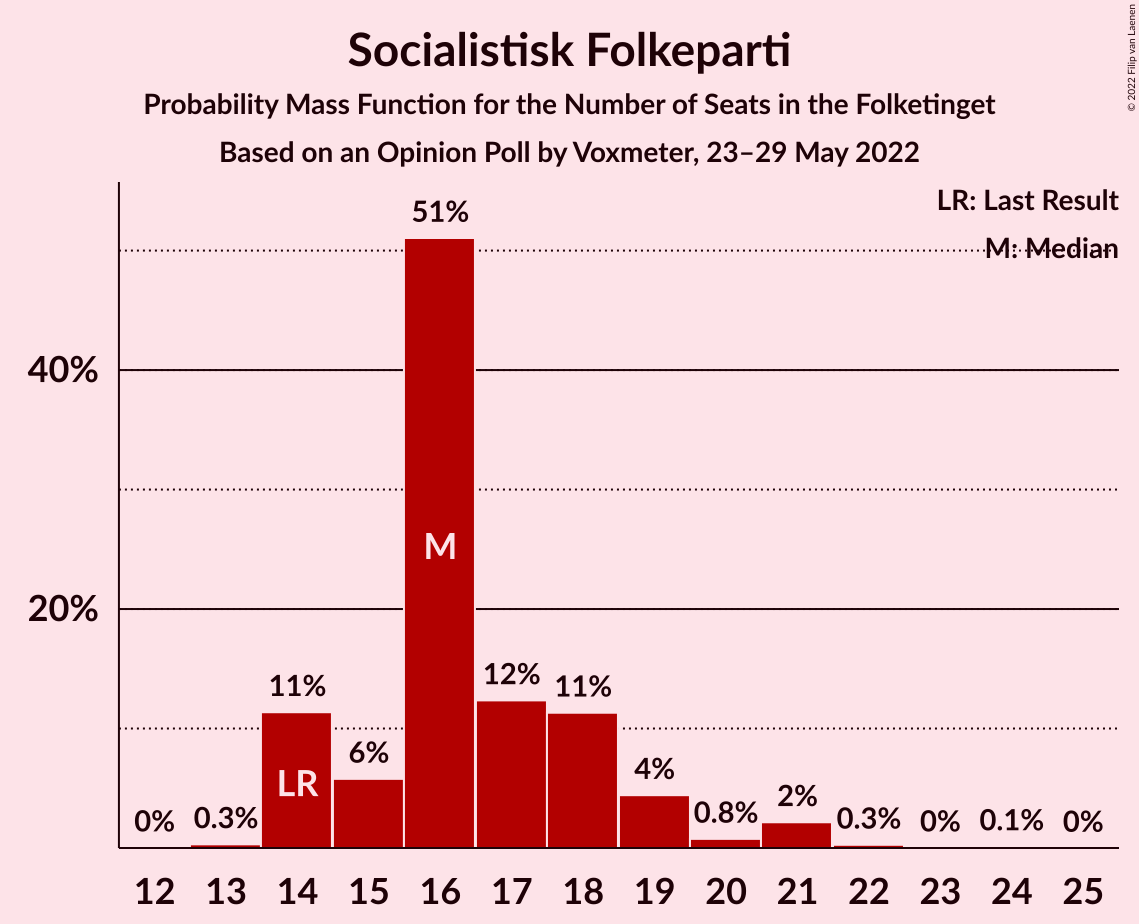 Socialistisk Folkeparti
Probability Mass Function for the Number of Seats in the Folketinget
Based on an Opinion Poll by Voxmeter, 23–29 May 2022
© 2022 Filip van Laenen
LR: Last Result
M: Median
40%
20%
0%
0.3%
11%
6%
51%
12%
11%
4%
0.8%
2%
0.3%
0%
0.1%
0%
LR
M
12 13 14 15 16 17 18 19 20 21 22 23 24 25